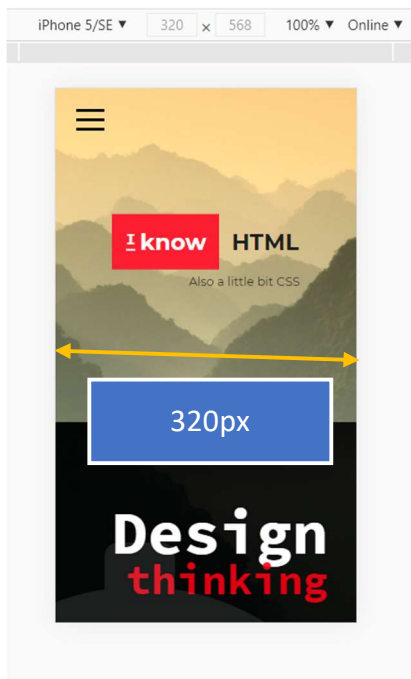 iPhone 5/SE ▼ 320 × 568 100% ▼ Online ▼
I know HTML
Also a little bit CSS
320px
Design
thinking